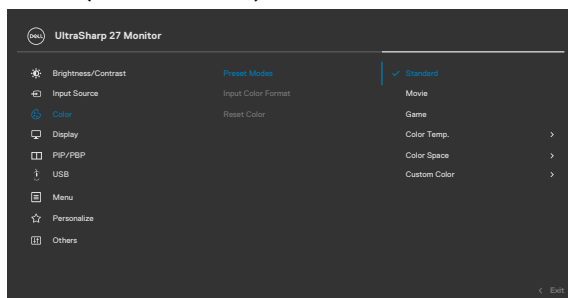 DELL UltraSharp 27 Monitor
Brightness/Contrast Preset Modes Standard
Input Source Input Color Format Movie
Color Reset Color Game
Display Color Temp.
PIP/PBP Color Space
USB Custom Color
Menu
Personalize
Others
Exit